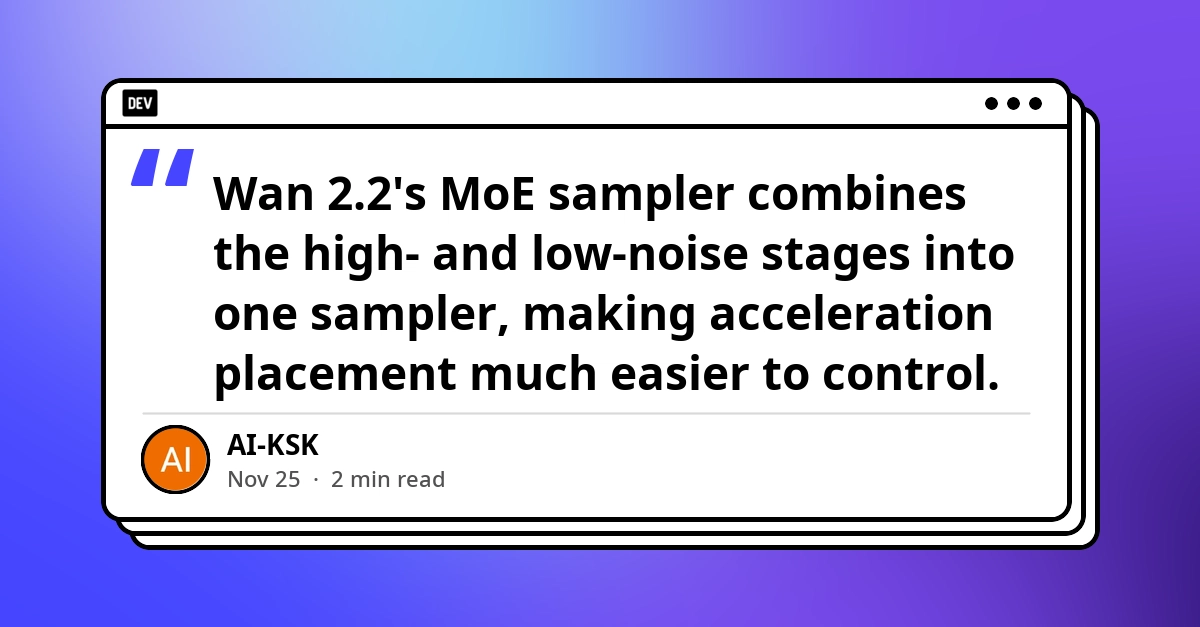 DEV
“
Wan 2.2's MoE sampler combines
the high- and low-noise stages into
one sampler, making acceleration
placement much easier to control.
AI
AI-KSK
Nov 25 · 2 min read